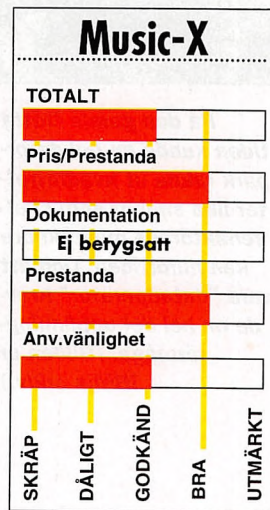 Music-X
TOTALT
Pris/Prestanda
Dokumentation
Ej betygsatt
Prestanda
Anv.vänlighet
SKRÄP
DÅLIGT
GODKÄND
BRA
UTMÄRKT